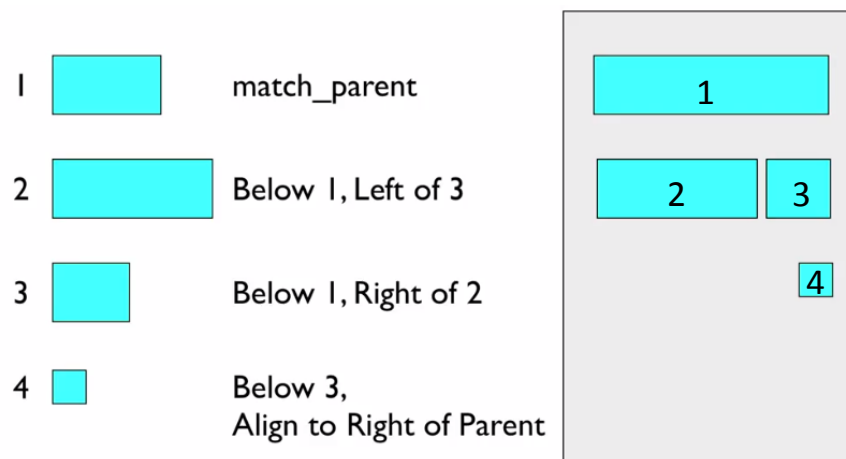 1 match_parent
2 Below 1, Left of 3
3 Below 1, Right of 2
4 Below 3,
Align to Right of Parent
1
2 3
4